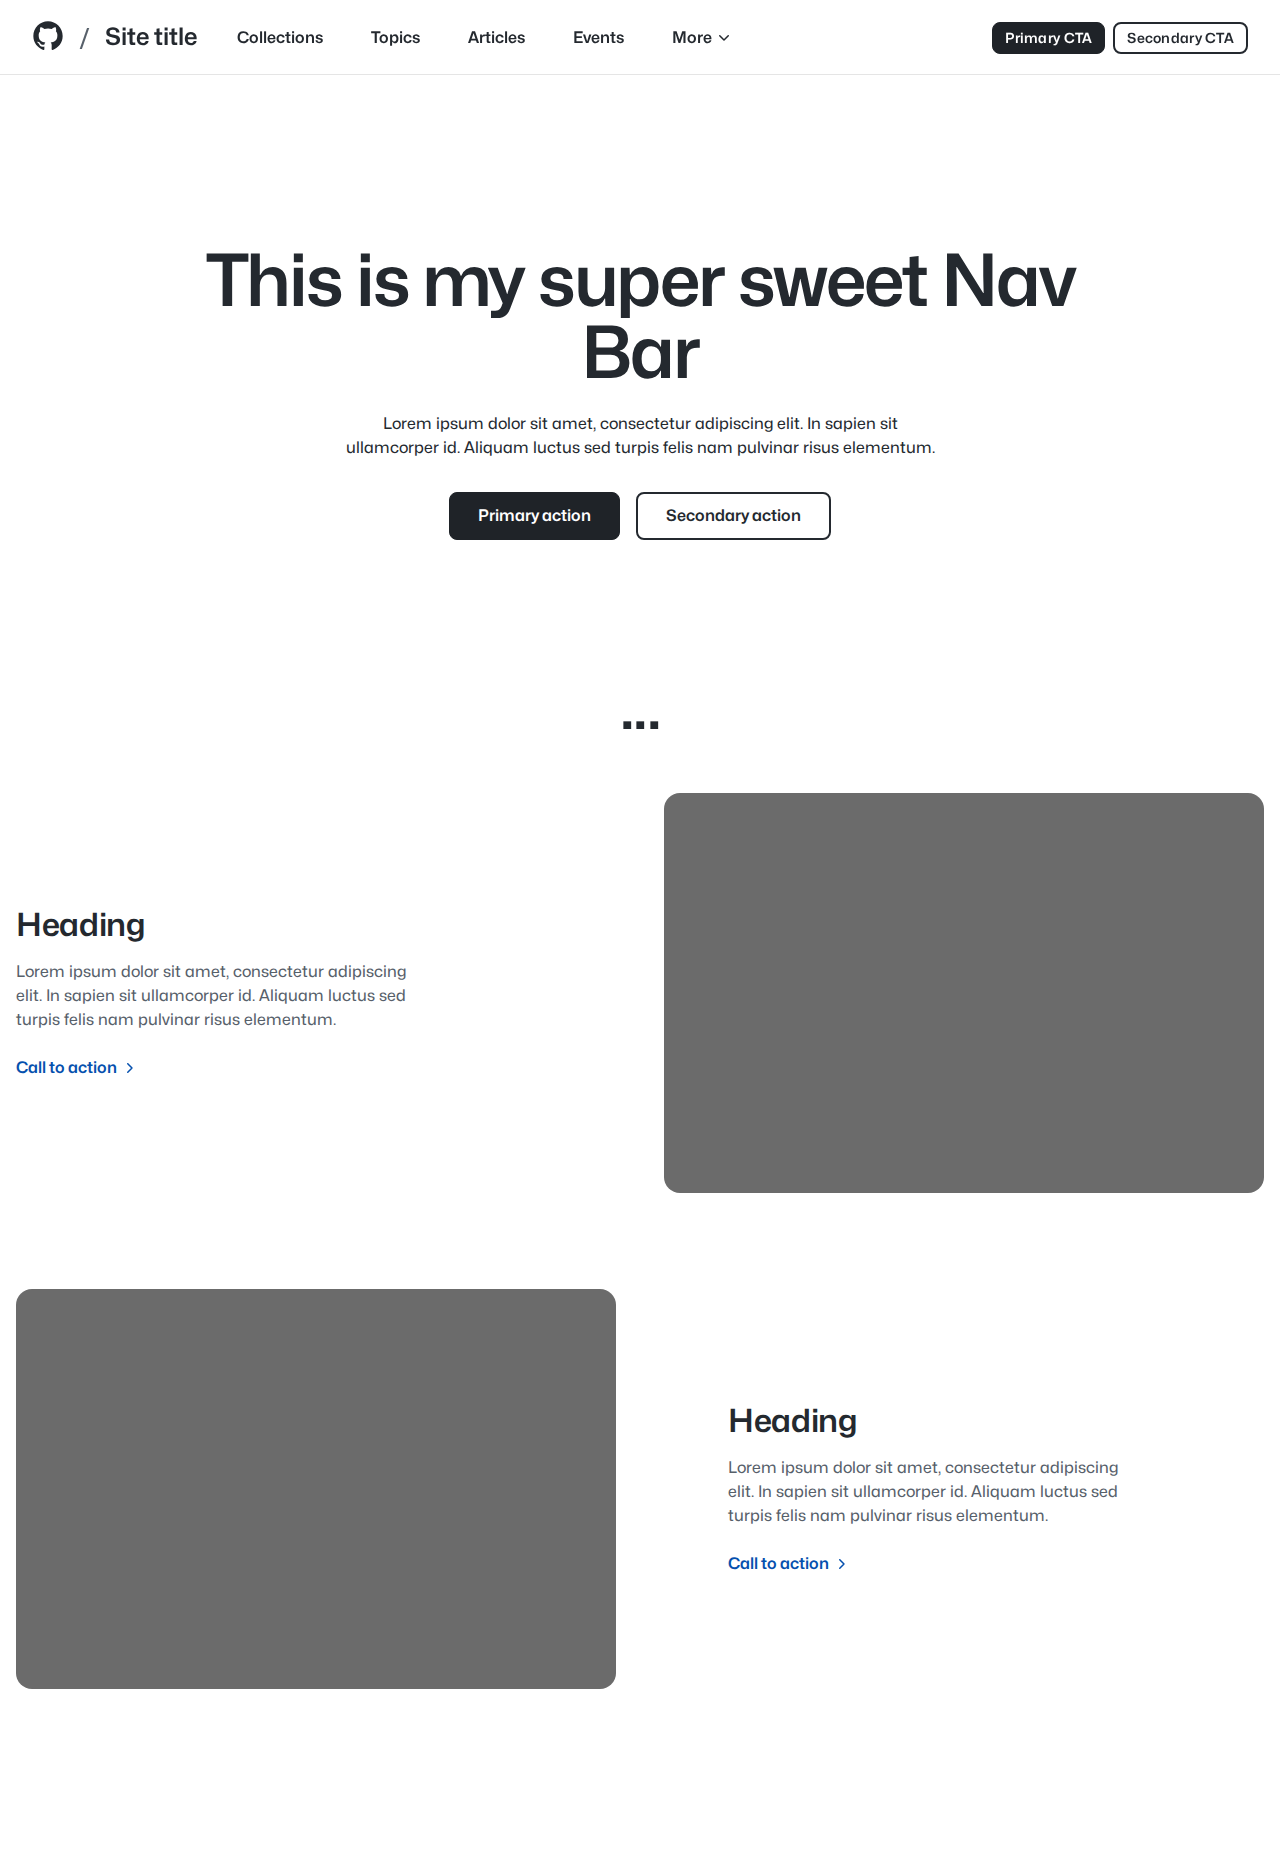 / Site title Collections Topics Articles Events More Primary CTA Secondary CTA
This is my super sweet Nav
Bar
Lorem ipsum dolor sit amet, consectetur adipiscing elit. In sapien sit
ullamcorper id. Aliquam luctus sed turpis felis nam pulvinar risus elementum.
Primary action Secondary action
...
Heading
Lorem ipsum dolor sit amet, consectetur adipiscing
elit. In sapien sit ullamcorper id. Aliquam luctus sed
turpis felis nam pulvinar risus elementum.
Call to action
Heading
Lorem ipsum dolor sit amet, consectetur adipiscing
elit. In sapien sit ullamcorper id. Aliquam luctus sed
turpis felis nam pulvinar risus elementum.
Call to action